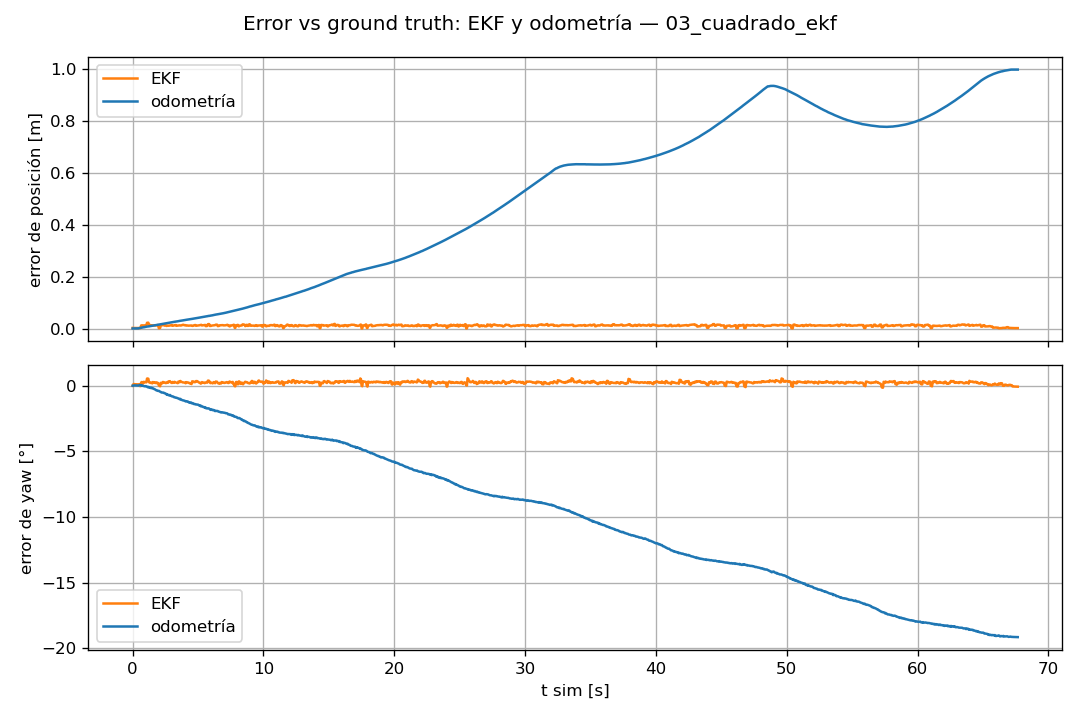 Error vs ground truth: EKF y odometría — 03_cuadrado_ekf
EKF
odometría
error de posición [m]
1.0
0.8
0.6
0.4
0.2
0.0
error de yaw [°]
0
−5
−10
−15
−20
EKF
odometría
0 10 20 30 40 50 60 70
t sim [s]